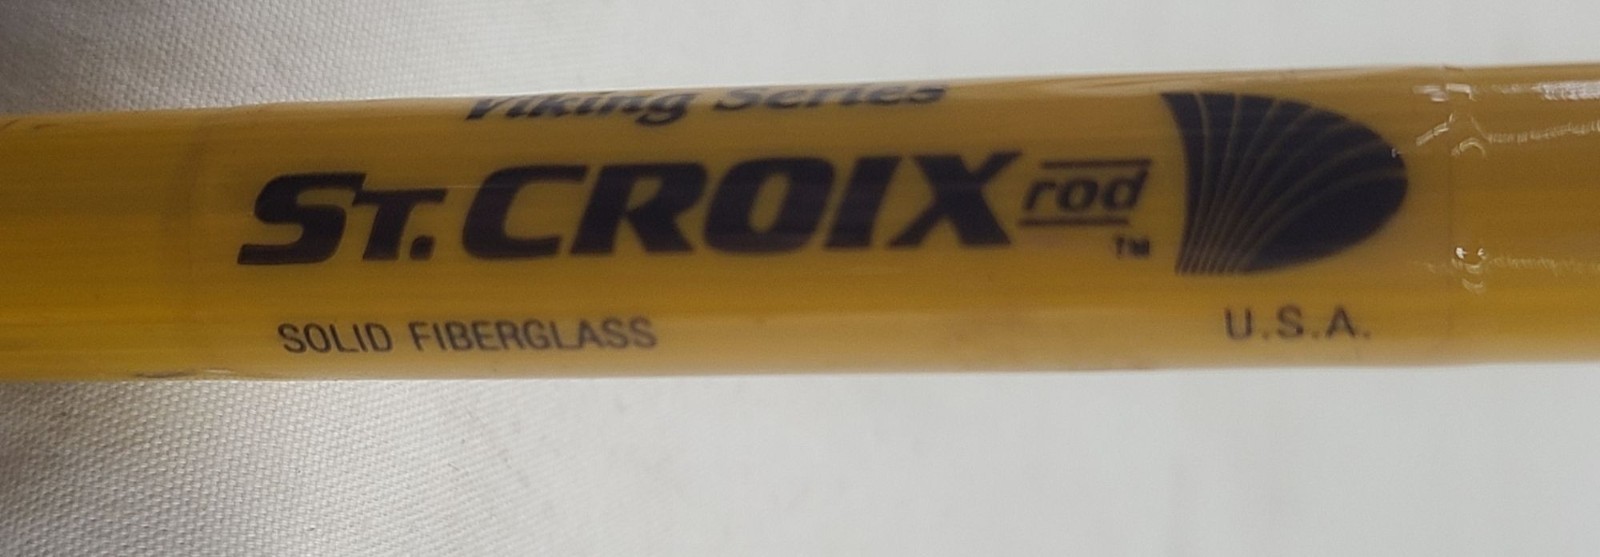 Viking Series
ST. CROIX rod ™
SOLID FIBERGLASS U.S.A.